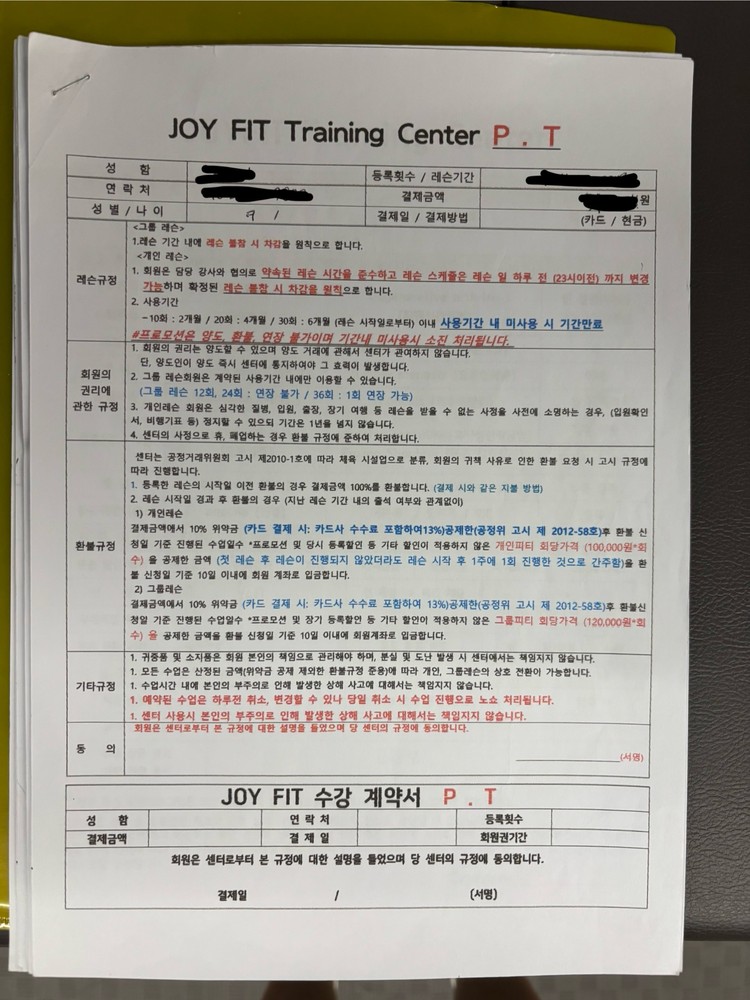 JOY FIT Training Center P . T
성 함
등록횟수 / 레슨기간
연 락 처
결제금액
원
성 별 / 나 이
/
결제일 / 결제방법
(카드 / 현금)
레슨규정
<그룹 레슨>
1.레슨 기간 내에 레슨 불참 시 차감을 원칙으로 합니다.
<개인 레슨>
1. 회원은 담당 강사와 협의로 약속된 레슨 시간을 준수하고 레슨 스케줄은 레슨 일 하루 전 (23시이전) 까지 변경
가능하며 확정된 레슨 불참 시 차감을 원칙으로 합니다.
2. 사용기간
–10회 : 2개월 / 20회 : 4개월 / 30회 : 6개월 (레슨 시작일로부터) 이내 사용기간 내 미사용 시 기간만료
#프로모션은 양도, 환불, 연장 불가이며 기간내 미사용시 소진 처리됩니다.
회원의
권리에
관한 규정
1. 회원의 권리는 양도할 수 있으며 양도 거래에 관해서 센터가 관여하지 않습니다.
단, 양도인이 양도 즉시 센터에 통지하여야 그 효력이 발생합니다.
2. 그룹 레슨회원은 계약된 사용기간 내에만 이용할 수 있습니다.
(그룹 레슨 12회, 24회 : 연장 불가 / 36회 : 1회 연장 가능)
3. 개인레슨 회원은 심각한 질병, 입원, 출장, 장기 여행 등 레슨을 받을 수 없는 사정을 사전에 소명하는 경우, (입원확인
서, 비행기표 등) 정지할 수 있으되 기간은 1년을 넘지 않습니다.
4. 센터의 사정으로 휴, 폐업하는 경우 환불 규정에 준하여 처리합니다.
환불규정
센터는 공정거래위원회 고시 제2010-1호에 따라 체육 시설업으로 분류, 회원의 귀책 사유로 인한 환불 요청 시 고시 규정에
따라 진행합니다.
1. 등록한 레슨의 시작일 이전 환불의 경우 결제금액 100%를 환불합니다. (결제 시와 같은 지불 방법)
2. 레슨 시작일 경과 후 환불의 경우 (지난 레슨 기간 내의 출석 여부와 관계없이)
1) 개인레슨
결제금액에서 10% 위약금 (카드 결제 시: 카드사 수수료 포함하여13%)공제한(공정위 고시 제 2012-58호)후 환불 신
청일 기준 진행된 수업일수 *프로모션 및 당시 등록할인 등 기타 할인이 적용하지 않은 개인피티 회당가격 (100,000원*회
수) 을 공제한 금액 (첫 레슨 후 레슨이 진행되지 않았더라도 레슨 시작 후 1주에 1회 진행한 것으로 간주함)을 환
불 신청일 기준 10일 이내에 회원 계좌로 입금합니다.
2) 그룹레슨
결제금액에서 10% 위약금 (카드 결제 시: 카드사 수수료 포함하여 13%)공제한(공정위 고시 제 2012-58호)후 환불신
청일 기준 진행된 수업일수 *프로모션 및 장기 등록할인 등 기타 할인이 적용하지 않은 그룹피티 회당가격 (120,000원*회
수) 을 공제한 금액을 환불 신청일 기준 10일 이내에 회원계좌로 입금합니다.
기타규정
1. 귀중품 및 소지품은 회원 본인의 책임으로 관리해야 하며, 분실 및 도난 발생 시 센터에서는 책임지지 않습니다.
1. 모든 수업은 산정된 금액(위약금 공제 제외한 환불규정 준용)에 따라 개인, 그룹레슨의 상호 전환이 가능합니다.
1. 수업시간 내에 본인의 부주의로 인해 발생한 상해 사고에 대해서는 책임지지 않습니다.
1. 예약된 수업은 하루전 취소, 변경할 수 있나 당일 취소 시 수업 진행으로 노쇼 처리됩니다.
1. 센터 사용시 본인의 부주의로 인해 발생한 상해 사고에 대해서는 책임지지 않습니다.
동 의
회원은 센터로부터 본 규정에 대한 설명을 들었으며 당 센터의 규정에 동의합니다.
(서명)
JOY FIT 수강 계약서 P . T
성 함
연 락 처
등록횟수
결제금액
결 제 일
회원권기간
회원은 센터로부터 본 규정에 대한 설명을 들었으며 당 센터의 규정에 동의합니다.
결제일 / (서명)